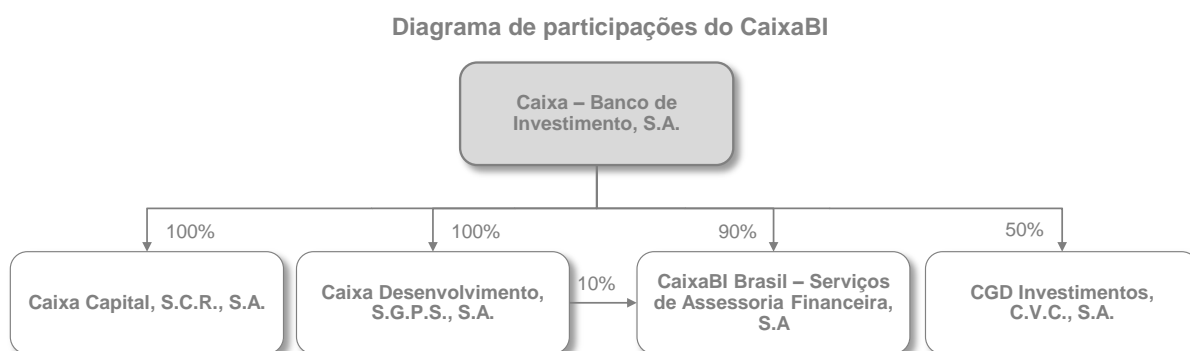 Diagrama de participações do CaixaBI
Caixa – Banco de
Investimento, S.A.
100%
100%
90%
50%
Caixa Capital, S.C.R., S.A.
Caixa Desenvolvimento,
S.G.P.S., S.A.
10%
CaixaBI Brasil – Serviços
de Assessoria Financeira,
S.A
CGD Investimentos,
C.V.C., S.A.